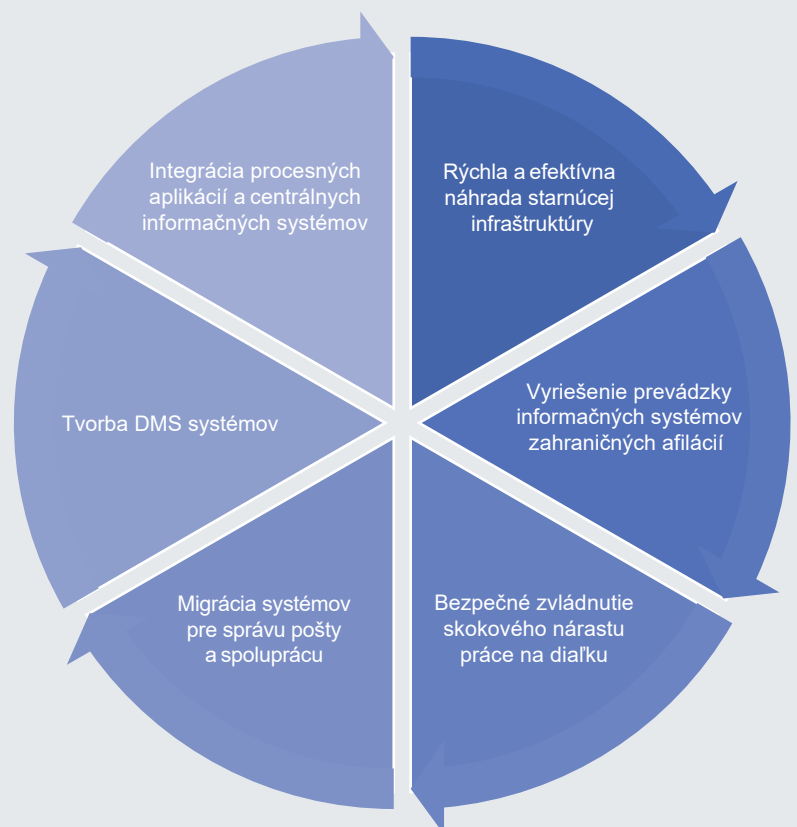 Rýchla a efektívna
náhrada starnúcej
infraštruktúry
Vyriešenie prevádzky
informačných systémov
zahraničných afilácií
Bezpečné zvládnutie
skokového nárastu
práce na diaľku
Migrácia systémov
pre správu pošty
a spoluprácu
Tvorba DMS systémov
Integrácia procesných
aplikácií a centrálnych
informačných systémov